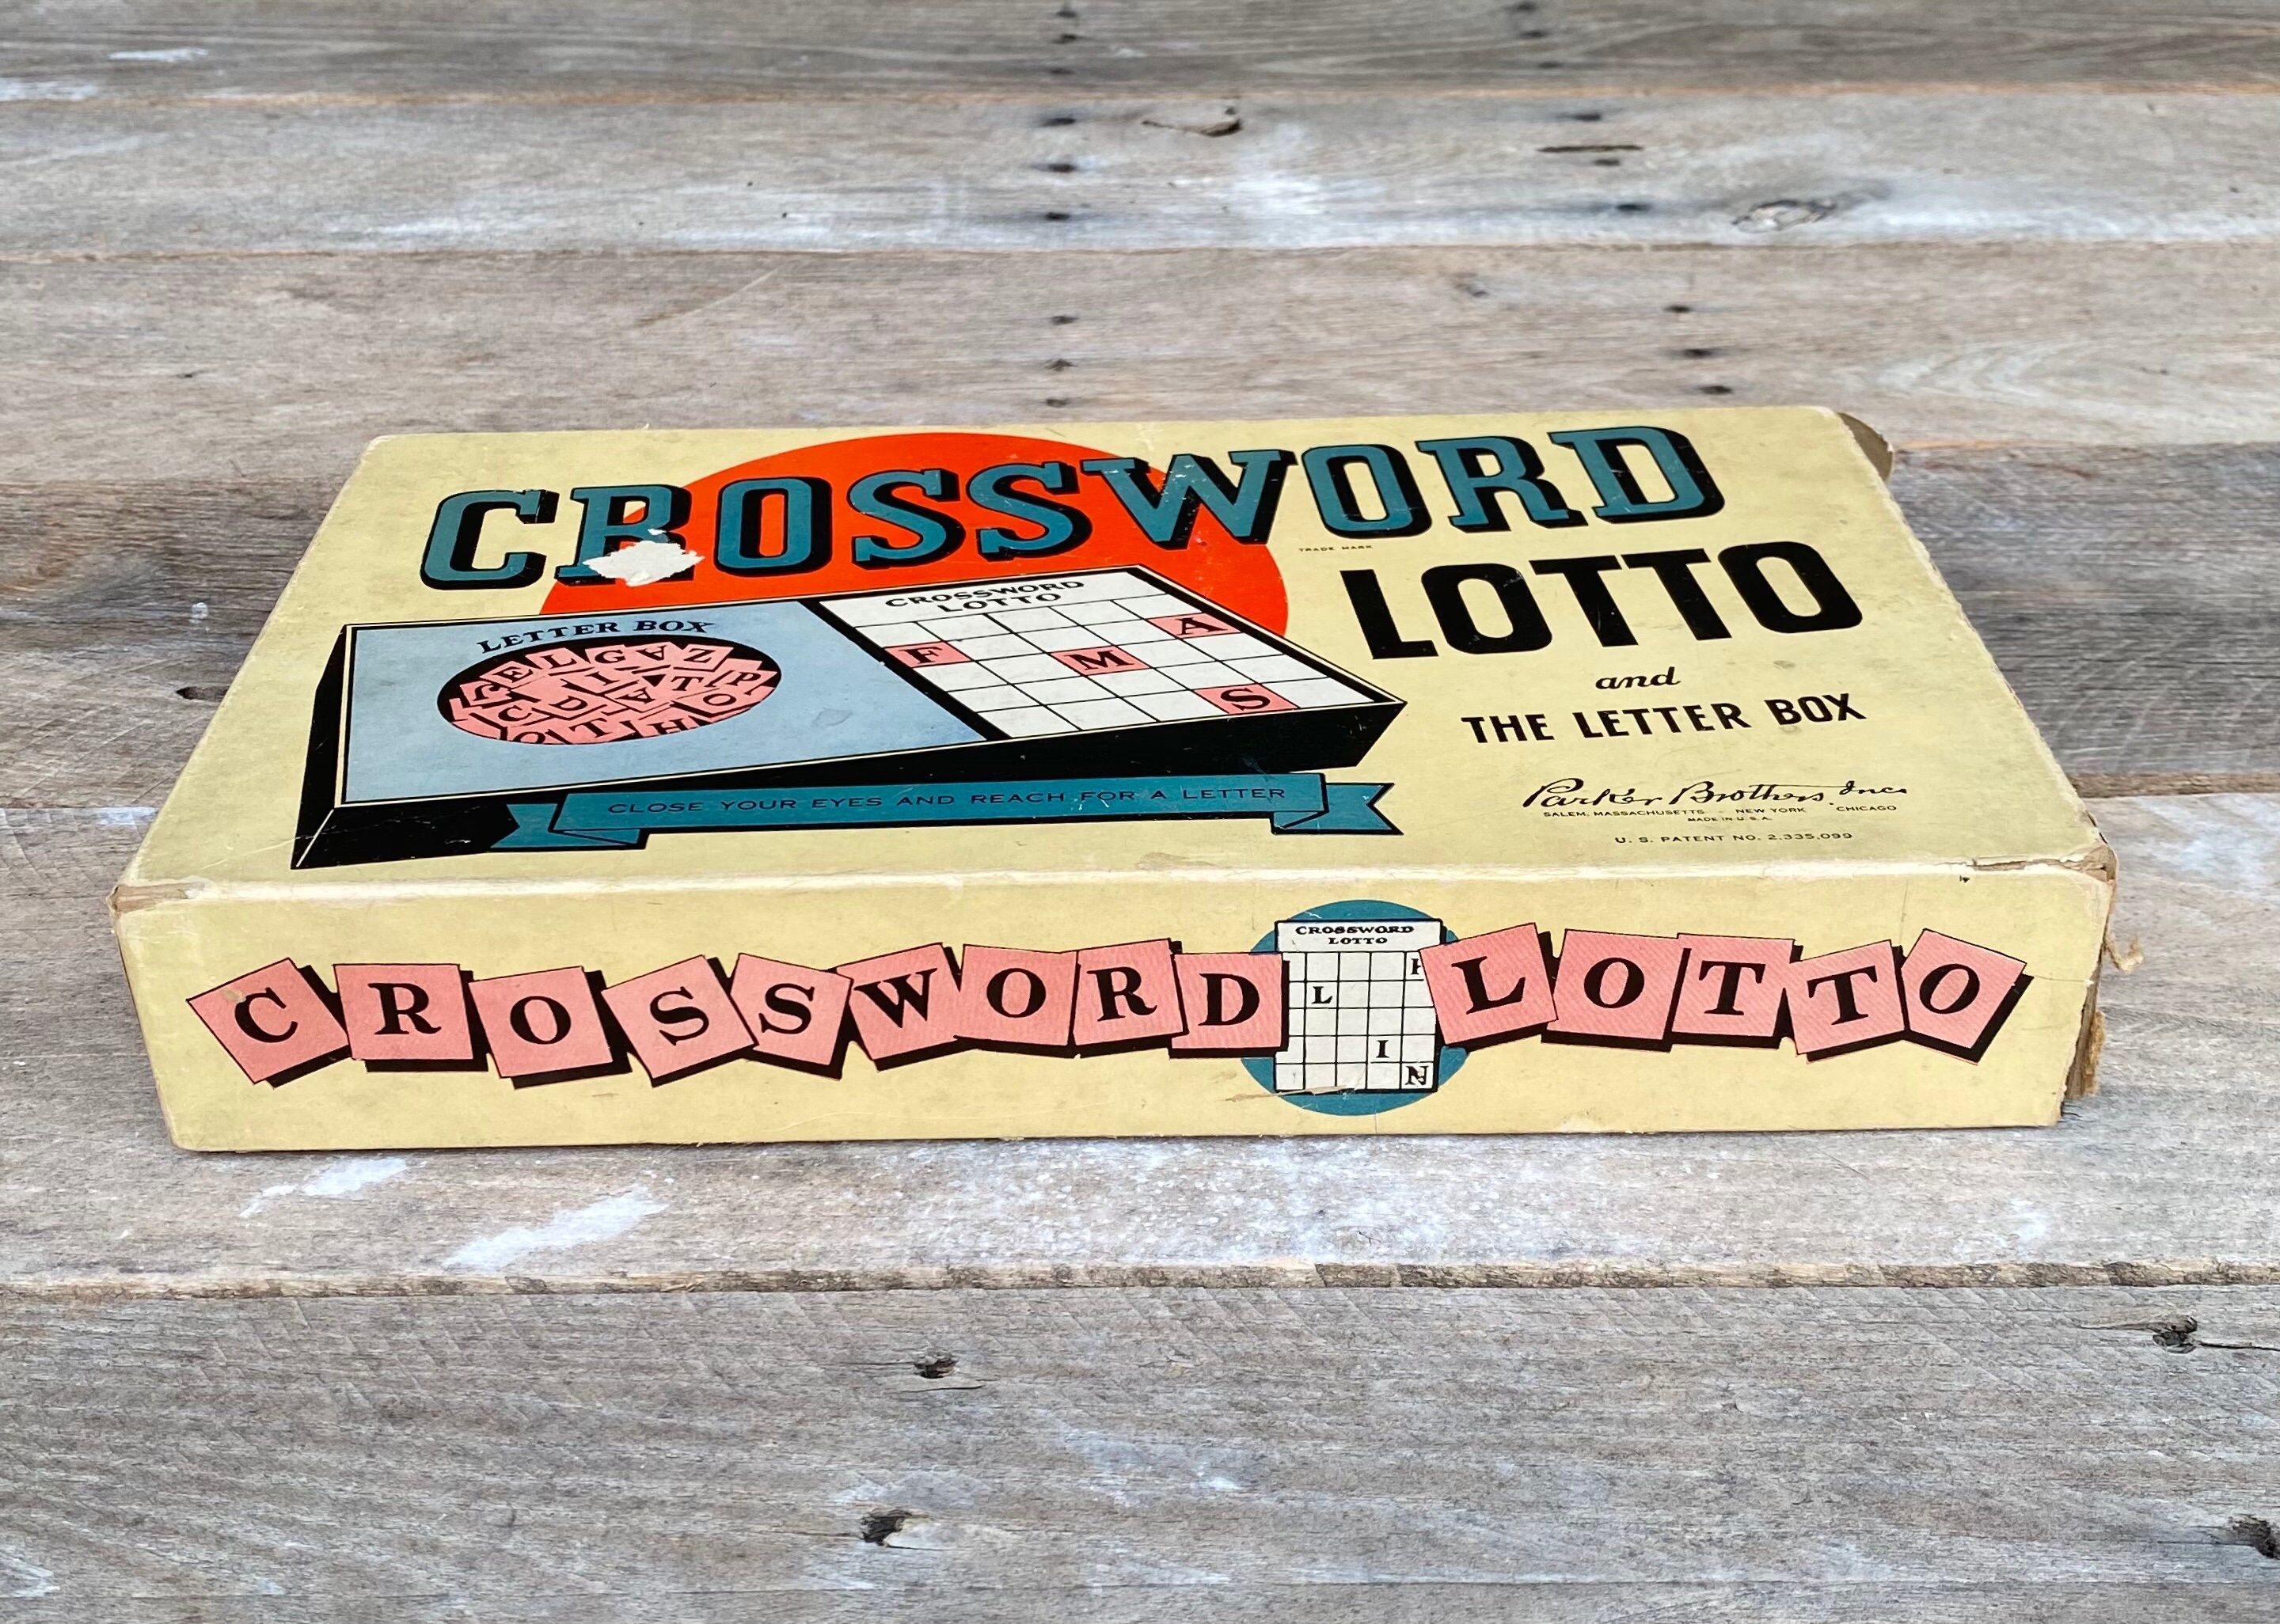 CROSSWORD
TRADE MARK
LOTTO
and
THE LETTER BOX
Parker Brothers Inc.
SALEM, MASSACHUSETTS NEW YORK CHICAGO
MADE IN U.S.A.
U. S. PATENT NO. 2,335,099
LETTER BOX
E L G A Z
C D I A T P
T H O
CROSSWORD
LOTTO
A
F M
S
CLOSE YOUR EYES AND REACH FOR A LETTER
CROSSWORD LOTTO
CROSSWORD
LOTTO
L
I
N